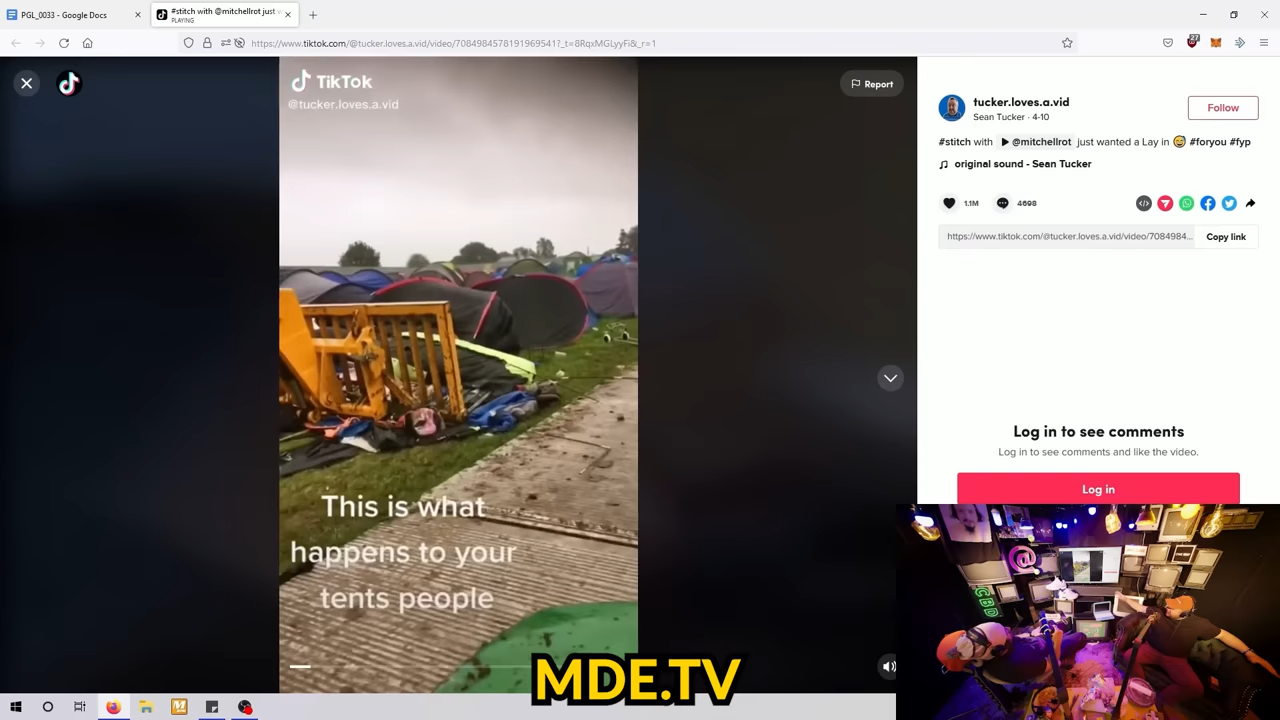 PGL_0033 - Google Docs
#stitch with @mitchellrot just w
PLAYING
https://www.tiktok.com/@tucker.loves.a.vid/video/7084984578191969541?_t=8RqxMGLyyFi&_r=1
27
TikTok
@tucker.loves.a.vid
Report
tucker.loves.a.vid
Sean Tucker · 4-10
Follow
#stitch with @mitchellrot just wanted a Lay in 😅 #foryou #fyp
original sound - Sean Tucker
1.1M
4698
https://www.tiktok.com/@tucker.loves.a.vid/video/7084984...
Copy link
This is what
happens to your
tents people
Log in to see comments
Log in to see comments and like the video.
Log in
@
CBD
MDE.TV